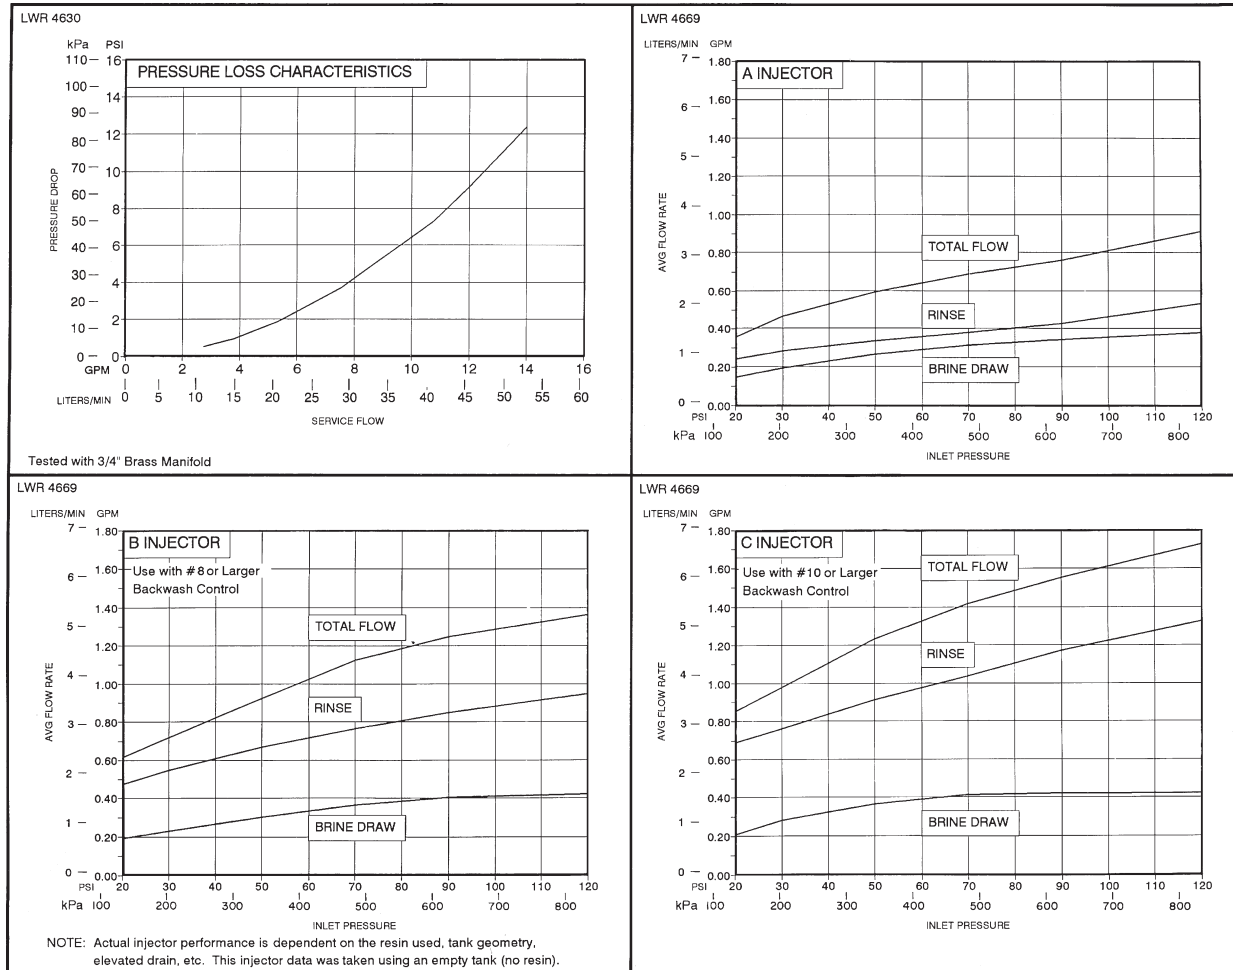 LWR 4630
kPa PSI
PRESSURE LOSS CHARACTERISTICS
110 100 90 80 70 60 50 40 30 20 10 0
16 14 12 10 8 6 4 2 0
PRESSURE DROP
GPM 0 2 4 6 8 10 12 14 16
LITERS/MIN 0 5 10 15 20 25 30 35 40 45 50 55 60
SERVICE FLOW
Tested with 3/4" Brass Manifold
LWR 4669
LITERS/MIN GPM
A INJECTOR
7 6 5 4 3 2 1 0
1.80 1.60 1.40 1.20 1.00 0.80 0.60 0.40 0.20 0.00
AVG FLOW RATE
TOTAL FLOW
RINSE
BRINE DRAW
PSI 20 30 40 50 60 70 80 90 100 120
kPa 100 200 300 400 500 600 700 800
INLET PRESSURE
LWR 4669
LITERS/MIN GPM
B INJECTOR
Use with #8 or Larger
Backwash Control
7 6 5 4 3 2 1 0
1.80 1.60 1.40 1.20 1.00 0.80 0.60 0.40 0.20 0.00
AVG FLOW RATE
TOTAL FLOW
RINSE
BRINE DRAW
PSI 20 30 40 50 60 70 80 90 100 110 120
kPa 100 200 300 400 500 600 700 800
INLET PRESSURE
NOTE: Actual injector performance is dependent on the resin used, tank geometry,
elevated drain, etc. This injector data was taken using an empty tank (no resin).
LWR 4669
LITERS/MIN GPM
C INJECTOR
Use with #10 or Larger
Backwash Control
7 6 5 4 3 2 1 0
1.80 1.60 1.40 1.20 1.00 0.80 0.60 0.40 0.20 0.00
AVG FLOW RATE
TOTAL FLOW
RINSE
BRINE DRAW
PSI 20 30 40 50 60 70 80 90 100 110 120
kPa 100 200 300 400 500 600 700 800
INLET PRESSURE